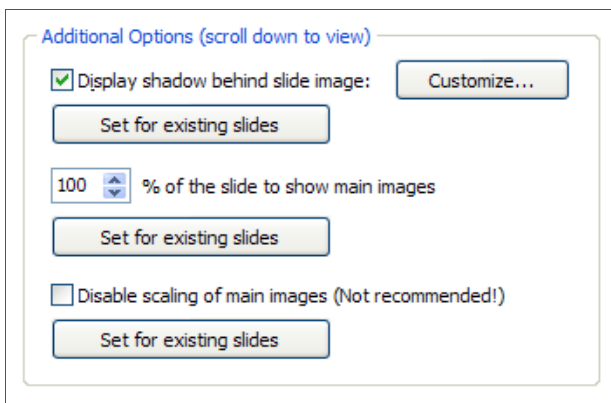 Additional Options (scroll down to view)
Display shadow behind slide image: Customize...
Set for existing slides
100 % of the slide to show main images
Set for existing slides
Disable scaling of main images (Not recommended!)
Set for existing slides